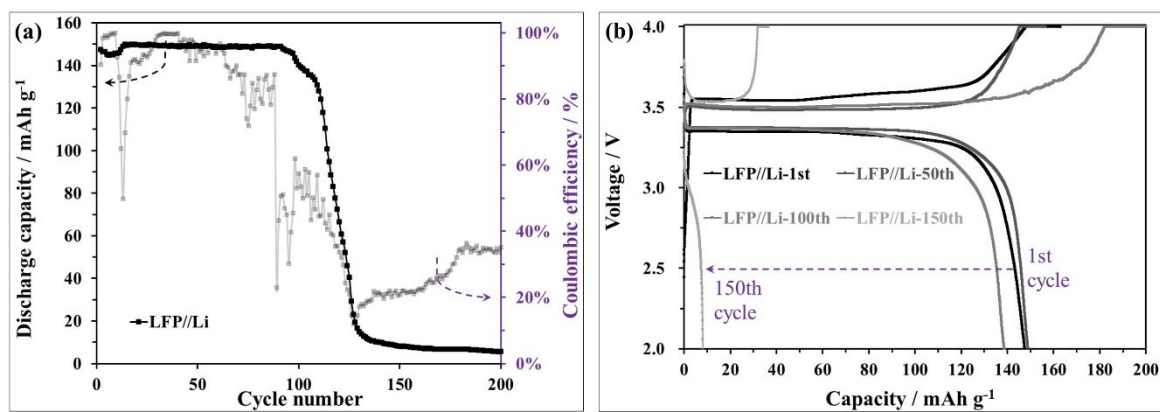 (a)
160
140
120
100
80
60
40
20
0
Discharge capacity / mAh g⁻¹
LFP//Li
0
50
100
150
200
Cycle number
100%
80%
60%
40%
20%
0%
Coulombic efficiency / %
(b)
4.0
3.5
3.0
2.5
2.0
Voltage / V
LFP//Li-1st
LFP//Li-50th
LFP//Li-100th
LFP//Li-150th
1st
cycle
150th
cycle
0
20
40
60
80
100
120
140
160
180
200
Capacity / mAh g⁻¹